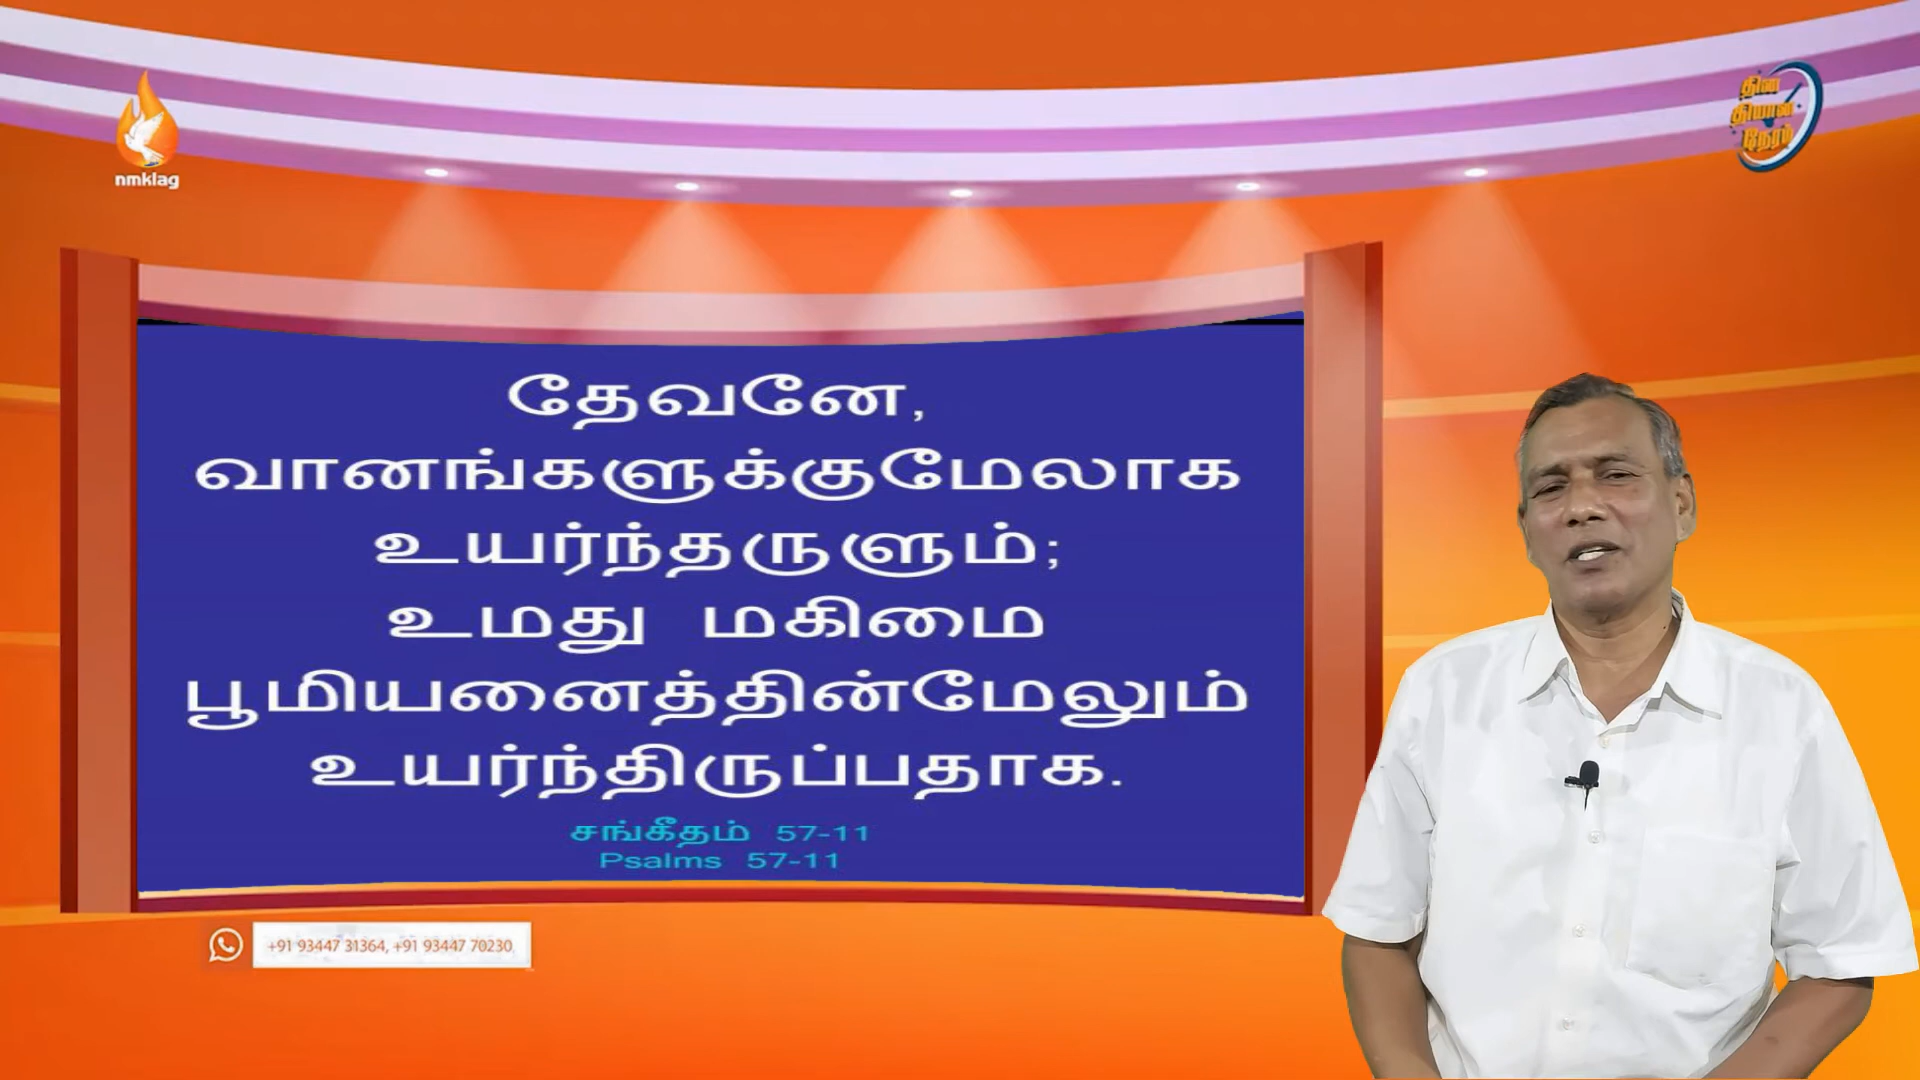 nmklag
தின
தியான
நேரம்
தேவனே,
வானங்களுக்குமேலாக
உயர்ந்தருளும்;
உமது மகிமை
பூமியனைத்தின்மேலும்
உயர்ந்திருப்பதாக.
சங்கீதம் 57-11
Psalms 57-11
+91 93447 31364, +91 93447 70230